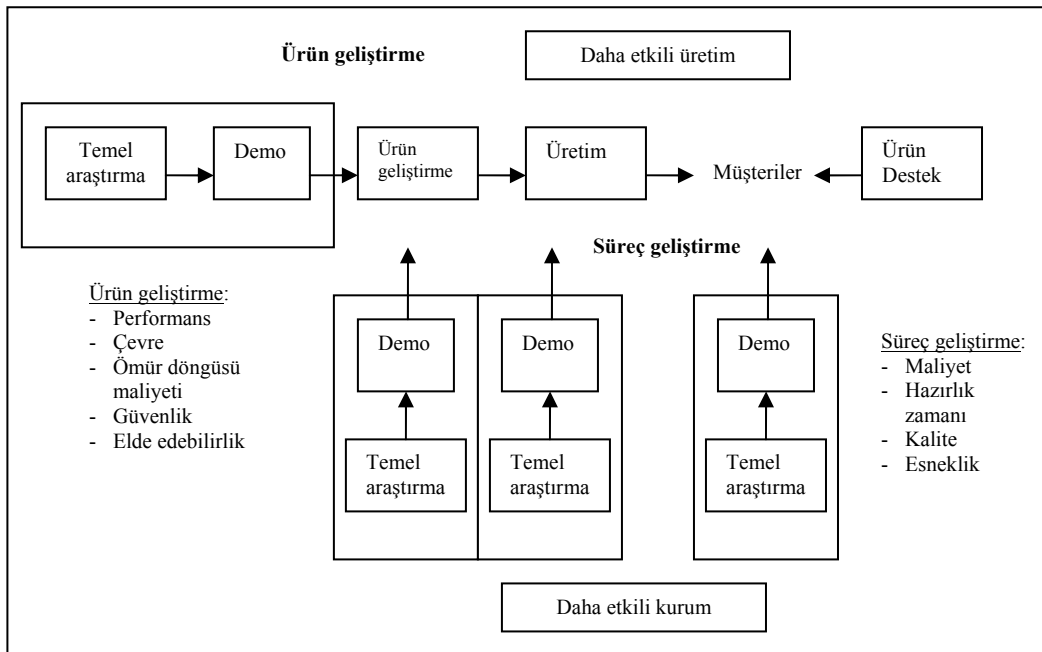 Ürün geliştirme
Daha etkili üretim
Temel
araştırma
Demo
Ürün
geliştirme
Üretim
Müşteriler
Ürün
Destek
Süreç geliştirme
Ürün geliştirme:
- Performans
- Çevre
- Ömür döngüsü
maliyeti
- Güvenlik
- Elde edebilirlik
Demo
Temel
araştırma
Demo
Temel
araştırma
Demo
Temel
araştırma
Süreç geliştirme:
- Maliyet
- Hazırlık
zamanı
- Kalite
- Esneklik
Daha etkili kurum